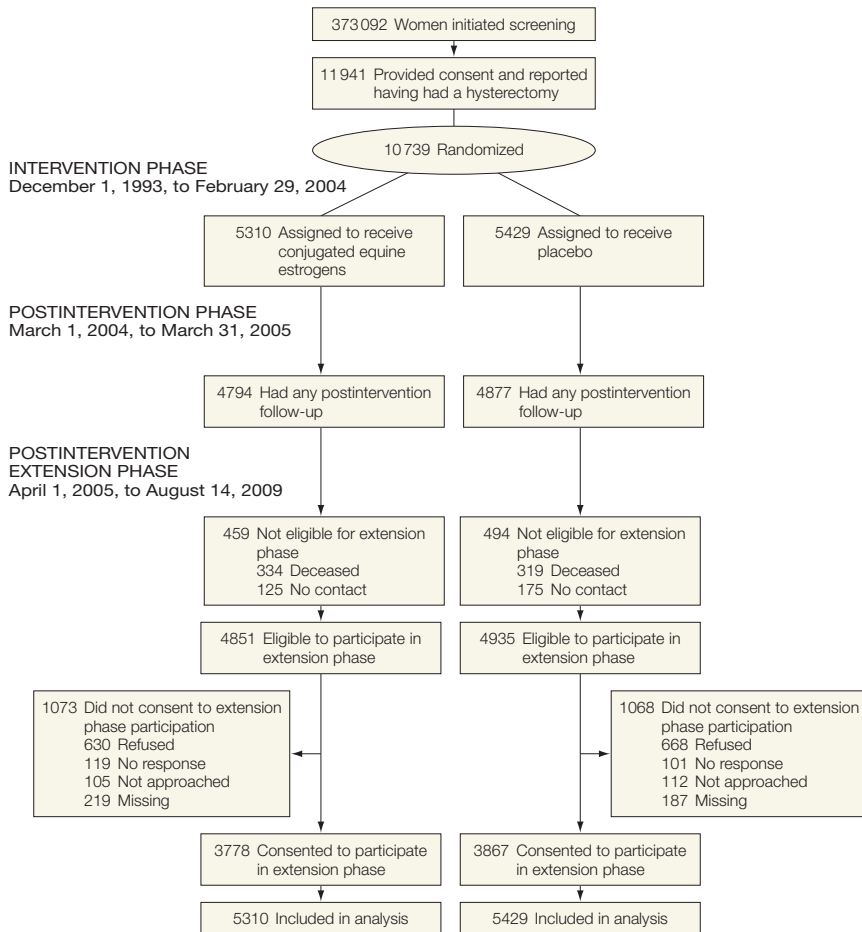 373 092 Women initiated screening
11 941 Provided consent and reported
having had a hysterectomy
10 739 Randomized
INTERVENTION PHASE
December 1, 1993, to February 29, 2004
5310 Assigned to receive
conjugated equine
estrogens
5429 Assigned to receive
placebo
POSTINTERVENTION PHASE
March 1, 2004, to March 31, 2005
4794 Had any postintervention
follow-up
4877 Had any postintervention
follow-up
POSTINTERVENTION
EXTENSION PHASE
April 1, 2005, to August 14, 2009
459 Not eligible for extension
phase
334 Deceased
125 No contact
494 Not eligible for extension
phase
319 Deceased
175 No contact
4851 Eligible to participate in
extension phase
4935 Eligible to participate in
extension phase
1073 Did not consent to extension
phase participation
630 Refused
119 No response
105 Not approached
219 Missing
1068 Did not consent to extension
phase participation
668 Refused
101 No response
112 Not approached
187 Missing
3778 Consented to participate
in extension phase
3867 Consented to participate
in extension phase
5310 Included in analysis
5429 Included in analysis